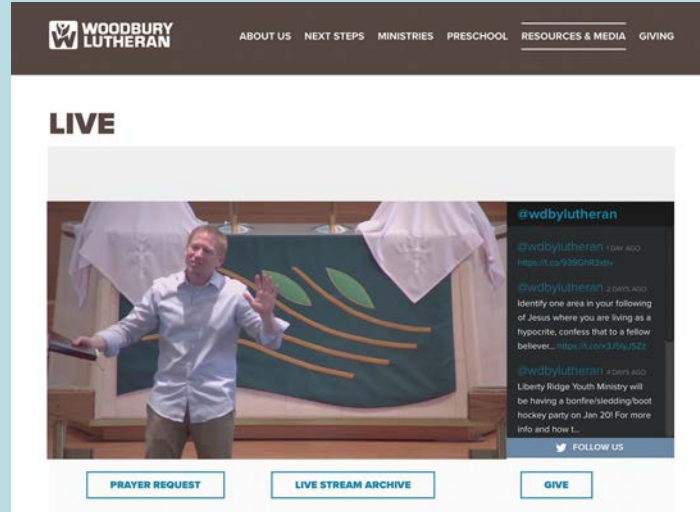 WOODBURY
LUTHERAN
ABOUT US NEXT STEPS MINISTRIES PRESCHOOL RESOURCES & MEDIA GIVING
LIVE
@wdbylutheran
@wdbylutheran 1 DAY AGO
@wdbylutheran 2 DAYS AGO
Identify one area in your following
of Jesus where you are living as a
hypocrite, confess that to a fellow
believer...
@wdbylutheran 4 DAYS AGO
Liberty Ridge Youth Ministry will
be having a bonfire/sledding/boot
hockey party on Jan 20! For more
info and how t...
FOLLOW US
PRAYER REQUEST LIVE STREAM ARCHIVE GIVE